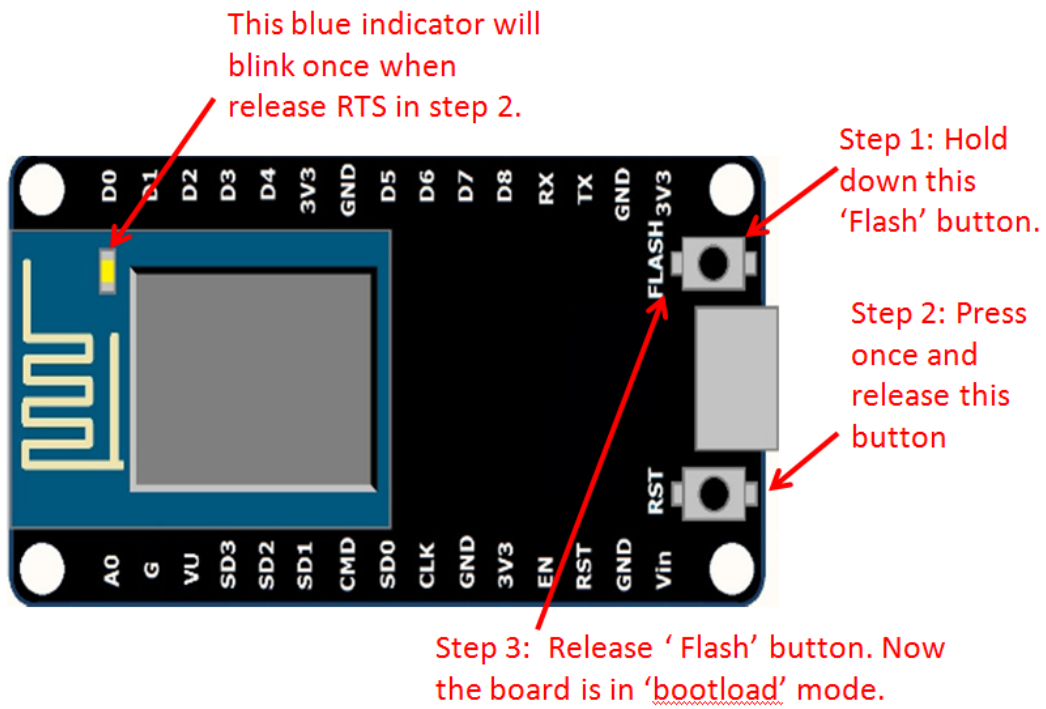 This blue indicator will
blink once when
release RTS in step 2.
Step 1: Hold
down this
‘Flash’ button.
D0 D1 D2 D3 D4 3V3 GND D5 D6 D7 D8 RX TX GND 3V3
FLASH
Step 2: Press
once and
release this
button
RST
A0 G VU SD3 SD2 SD1 CMD SD0 CLK GND 3V3 EN RST GND Vin
Step 3:  Release ‘ Flash’ button. Now
the board is in ‘bootload’ mode.